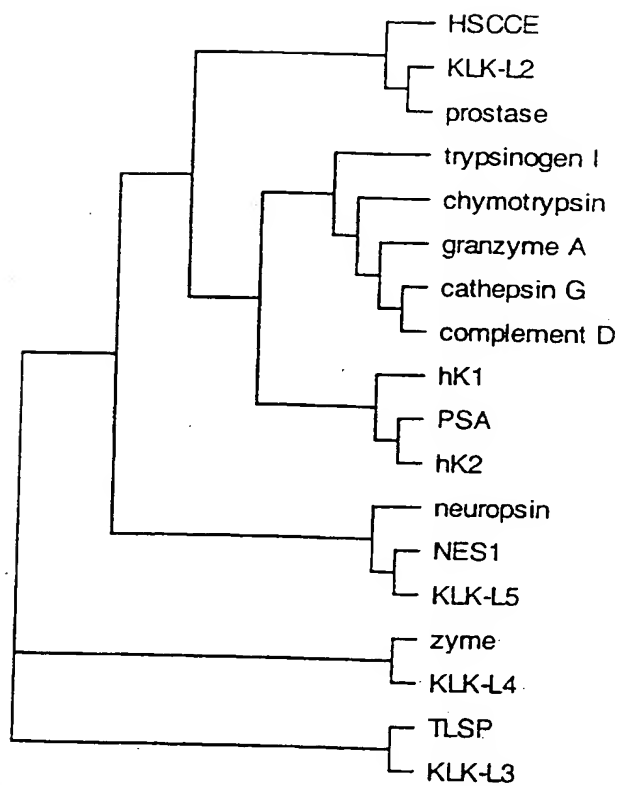 HSCCE
KLK-L2
prostase
trypsinogen I
chymotrypsin
granzyme A
cathepsin G
complement D
hK1
PSA
hK2
neuropsin
NES1
KLK-L5
zyme
KLK-L4
TLSP
KLK-L3